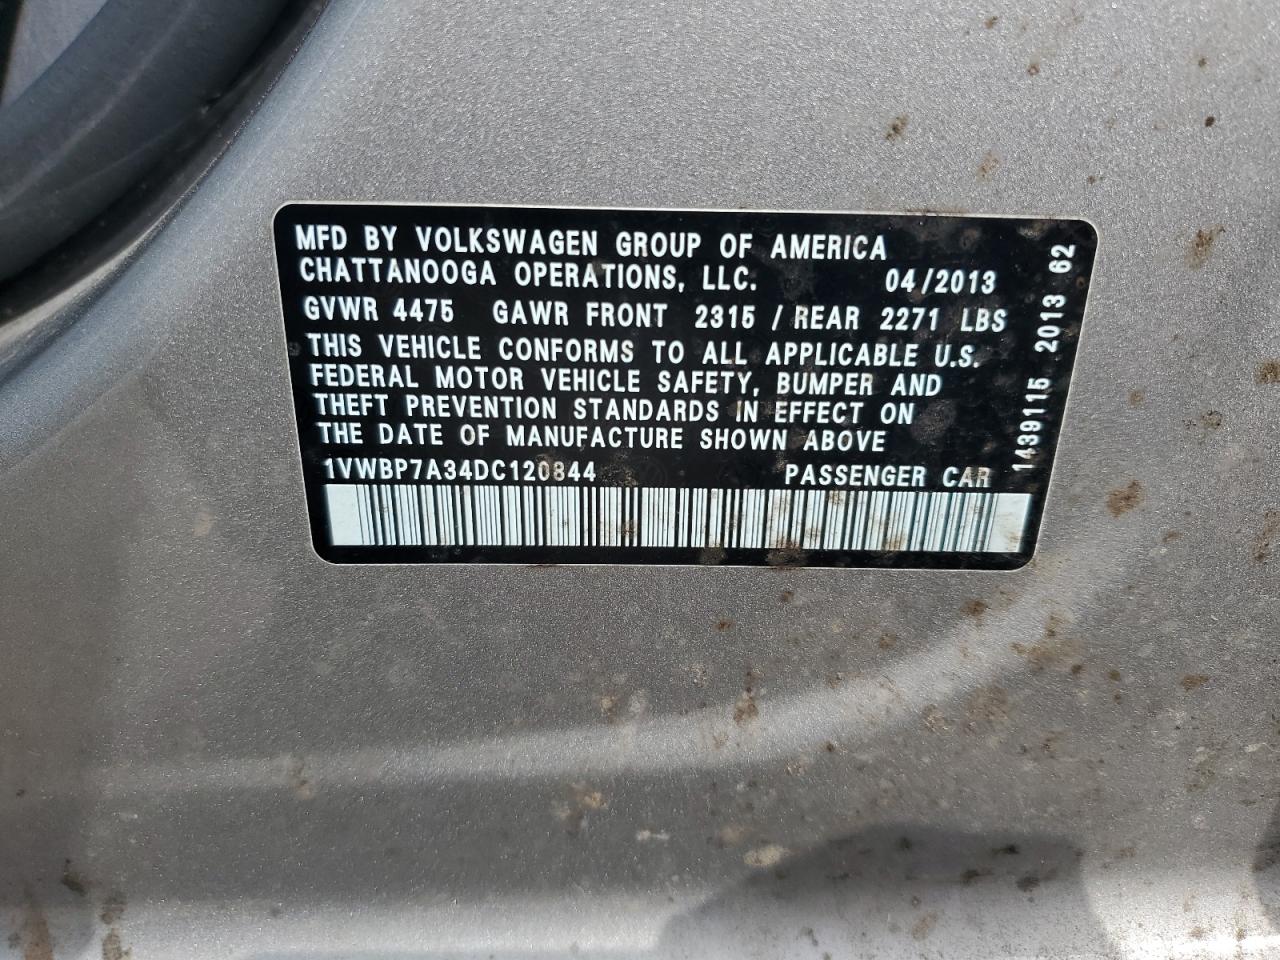 MFD BY VOLKSWAGEN GROUP OF AMERICA
CHATTANOOGA OPERATIONS, LLC. 04/2013
GVWR 4475 GAWR FRONT 2315 / REAR 2271 LBS
THIS VEHICLE CONFORMS TO ALL APPLICABLE U.S.
FEDERAL MOTOR VEHICLE SAFETY, BUMPER AND
THEFT PREVENTION STANDARDS IN EFFECT ON
THE DATE OF MANUFACTURE SHOWN ABOVE
1VWBP7A34DC120844 PASSENGER CAR
1439115 2013 62